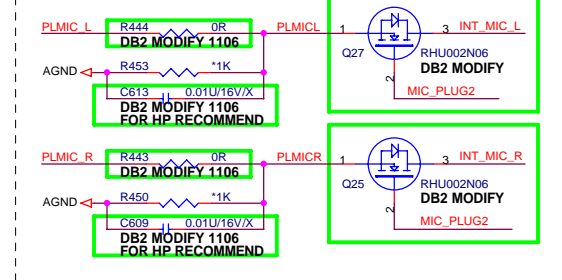 PLMIC_L R444 0R PLMICL 1 3 INT_MIC_L
DB2 MODIFY 1106
Q27 RHU002N06
R453 *1K DB2 MODIFY
AGND
2
C613 0.01U/16V/X MIC_PLUG2
DB2 MODIFY 1106
FOR HP RECOMMEND
PLMIC_R R443 0R PLMICR 1 3 INT_MIC_R
DB2 MODIFY 1106
Q25 RHU002N06
R450 *1K DB2 MODIFY
AGND
2
C609 0.01U/16V/X MIC_PLUG2
DB2 MODIFY 1106
FOR HP RECOMMEND